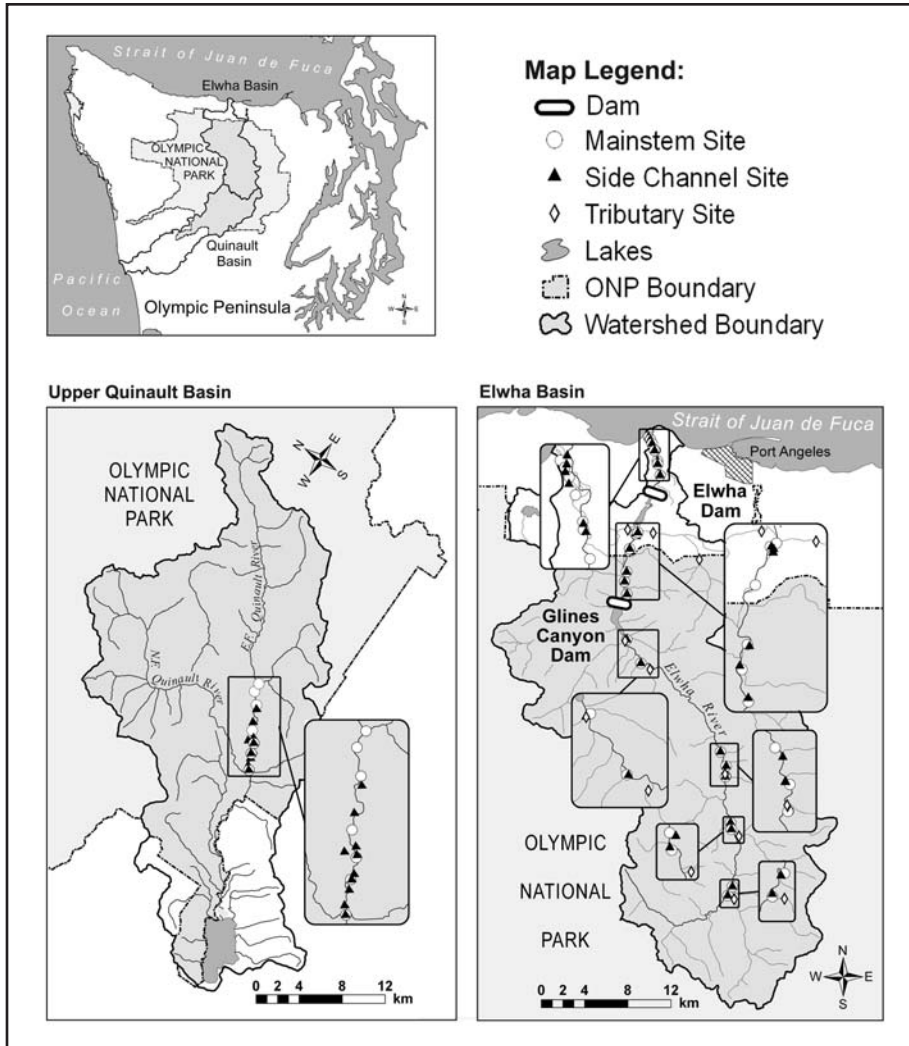 Strait of Juan de Fuca
Elwha Basin
OLYMPIC
NATIONAL
PARK
Quinault
Basin
Pacific
Ocean
Olympic Peninsula
N
W E
S
Map Legend:
Dam
Mainstem Site
Side Channel Site
Tributary Site
Lakes
ONP Boundary
Watershed Boundary
Upper Quinault Basin
OLYMPIC
NATIONAL
PARK
N
E
W
S
EF Quinault River
NF
Quinault River
0 2 4 8 12
km
Elwha Basin
Strait of Juan de Fuca
Port Angeles
Elwha
Dam
Glines
Canyon
Dam
Elwha River
OLYMPIC
NATIONAL
PARK
N
W E
S
0 2 4 8 12
km